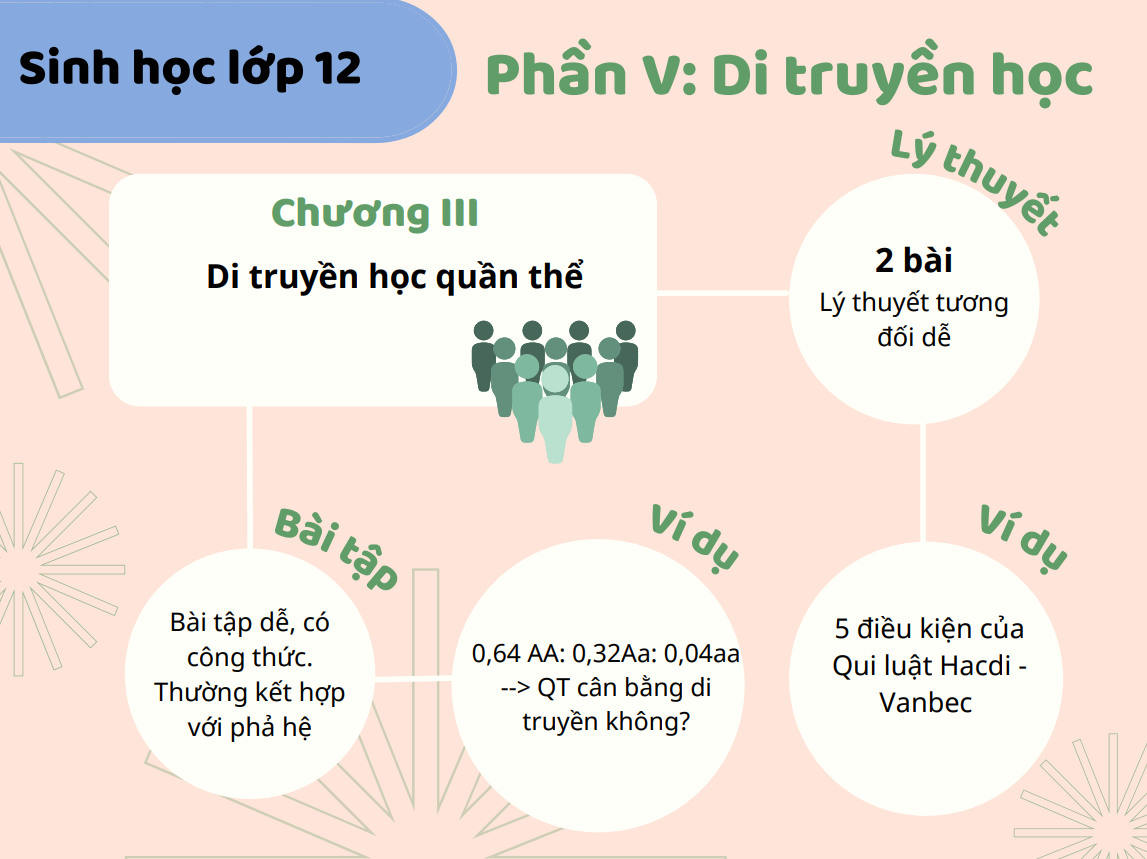 Sinh học lớp 12
Phần V: Di truyền học
Chương III
Di truyền học quần thể
Lý thuyết
2 bài
Lý thuyết tương
đối dễ
Bài tập
Bài tập dễ, có
công thức.
Thường kết hợp
với phả hệ
Ví dụ
0,64 AA: 0,32Aa: 0,04aa
--> QT cân bằng di
truyền không?
Ví dụ
5 điều kiện của
Qui luật Hacdi -
Vanbec